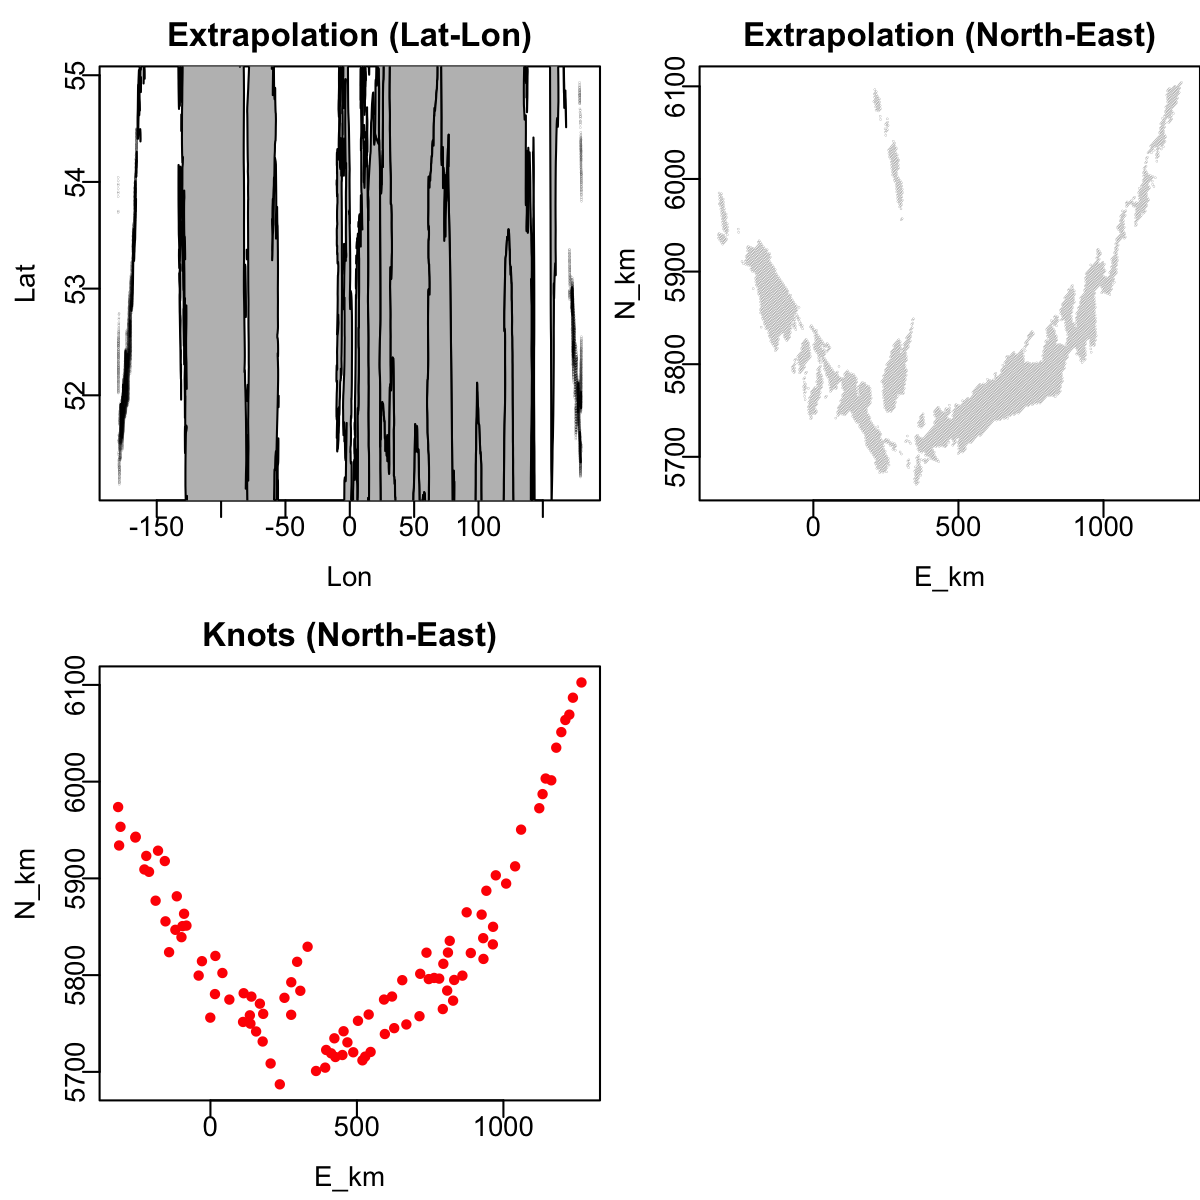 Extrapolation (Lat-Lon)
Lat
55
54
53
52
-150 -50 0 50 100
Lon
Extrapolation (North-East)
N_km
6100
6000
5900
5800
5700
0 500 1000
E_km
Knots (North-East)
N_km
6100
6000
5900
5800
5700
0 500 1000
E_km